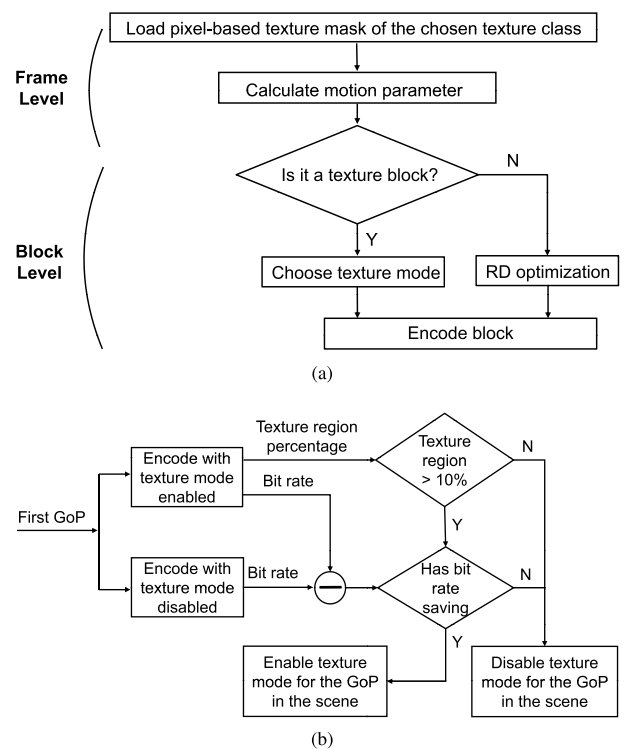 Load pixel-based texture mask of the chosen texture class
Frame
Level
Calculate motion parameter
Is it a texture block?
N
Y
Block
Level
Choose texture mode
RD optimization
Encode block
(a)
Texture region
percentage
Encode with
texture mode
enabled
Bit rate
Texture
region
> 10%
N
Y
First GoP
Encode with
texture mode
disabled
Bit rate
Has bit
rate
saving
N
Y
Enable texture
mode for the GoP
in the scene
Disable texture
mode for the GoP
in the scene
(b)